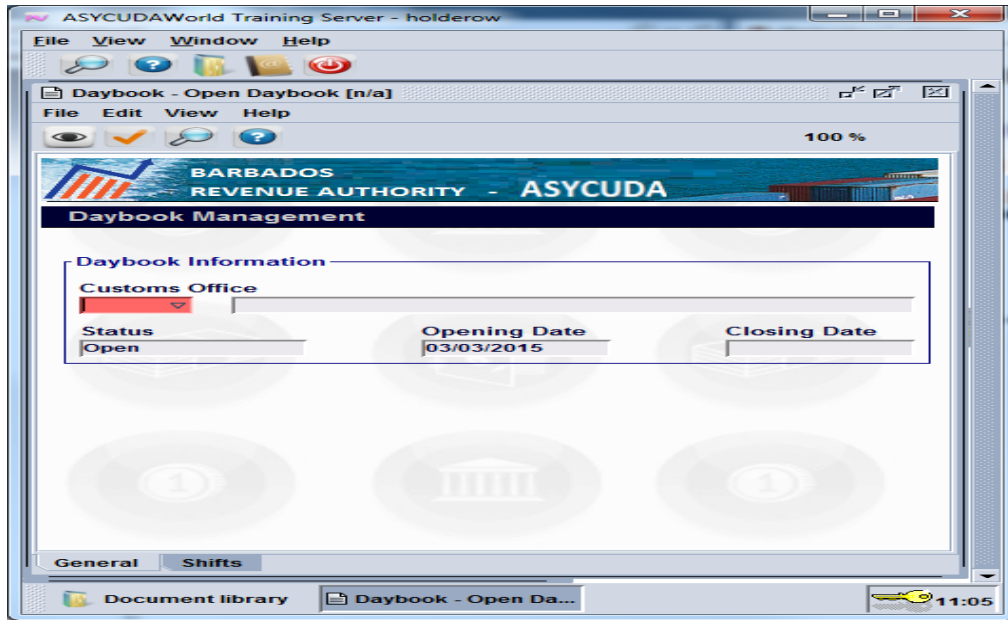 ASYCUDAWorld Training Server - holderow
File View Window Help
Daybook - Open Daybook [n/a]
File Edit View Help
100 %
BARBADOS
REVENUE AUTHORITY - ASYCUDA
Daybook Management
Daybook Information
Customs Office
Status Opening Date Closing Date
Open 03/03/2015
General Shifts
Document library Daybook - Open Da... 11:05